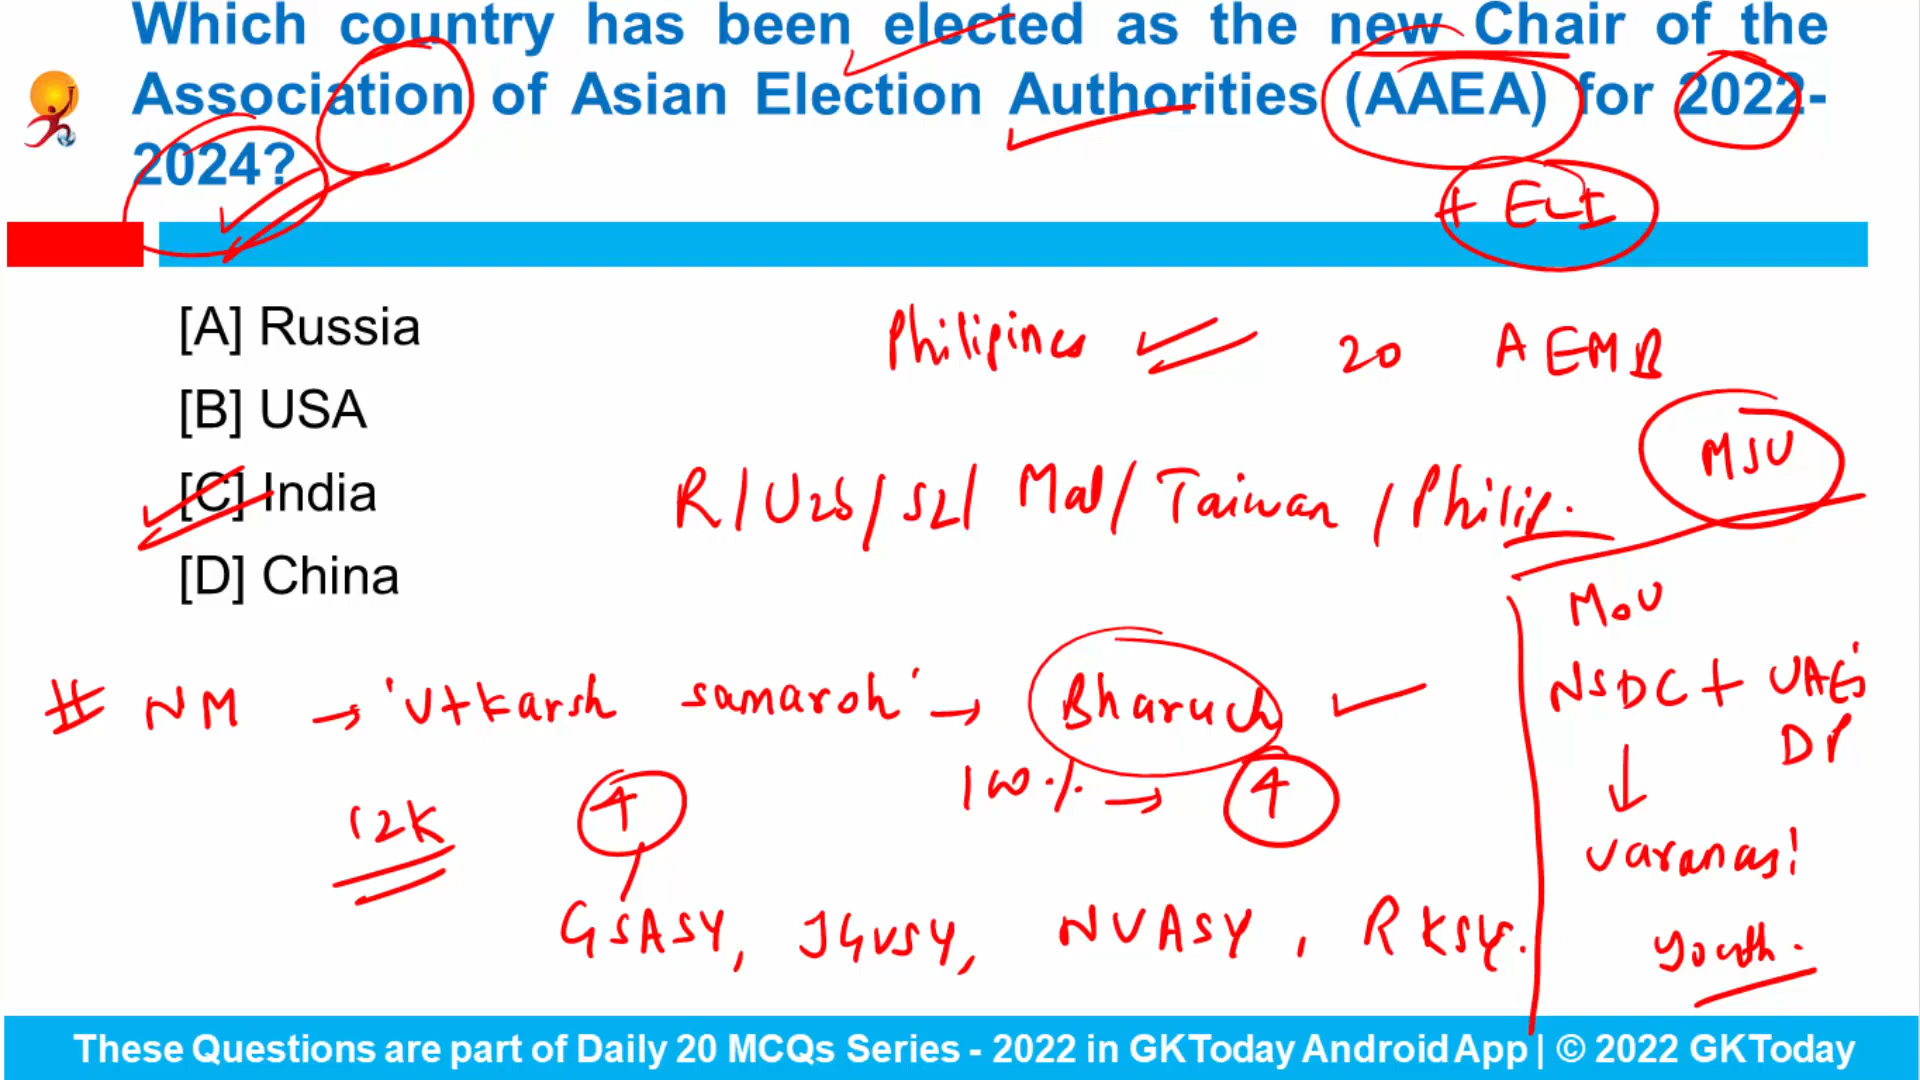 Which country has been elected as the new Chair of the
Association of Asian Election Authorities (AAEA) for 2022-
2024?
+ ECI
[A] Russia
Philipines 20 AEMB
[B] USA
MSU
[C] India
R/Uzb/SL/ Mal/ Taiwan / Philip.
[D] China
MoU
# NM → 'Utkarsh samaroh' → Bharuch
NSDC + UAE's
DP
12K 4 100% → 4
↓
Varanasi
GSASY, IGVSY, NVASY, RKSY.
youth.
These Questions are part of Daily 20 MCQs Series - 2022 in GKToday Android App | © 2022 GKToday